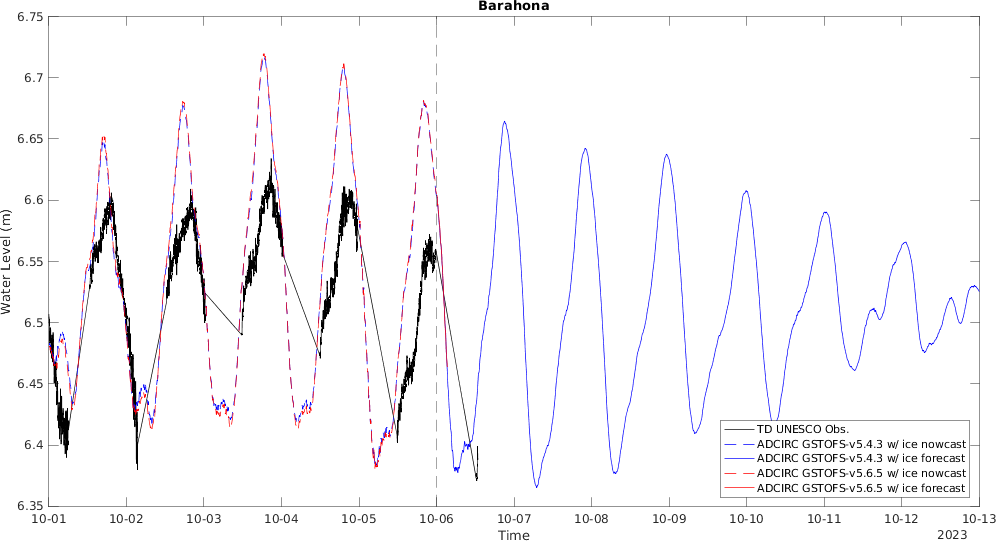 Barahona
Water Level (m)
6.75
6.7
6.65
6.6
6.55
6.5
6.45
6.4
6.35
TD UNESCO Obs.
ADCIRC GSTOFS-v5.4.3 w/ ice nowcast
ADCIRC GSTOFS-v5.4.3 w/ ice forecast
ADCIRC GSTOFS-v5.6.5 w/ ice nowcast
ADCIRC GSTOFS-v5.6.5 w/ ice forecast
10-01 10-02 10-03 10-04 10-05 10-06 10-07 10-08 10-09 10-10 10-11 10-12 10-13
Time
2023